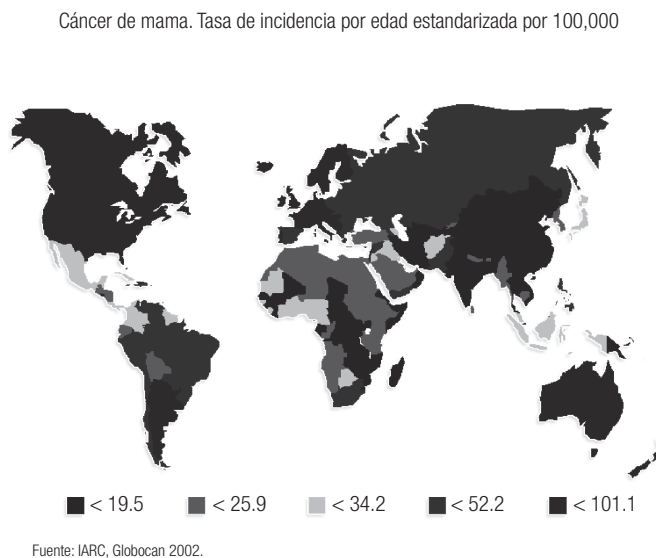 Cáncer de mama. Tasa de incidencia por edad estandarizada por 100,000
< 19.5 < 25.9 < 34.2 < 52.2 < 101.1
Fuente: IARC, Globocan 2002.